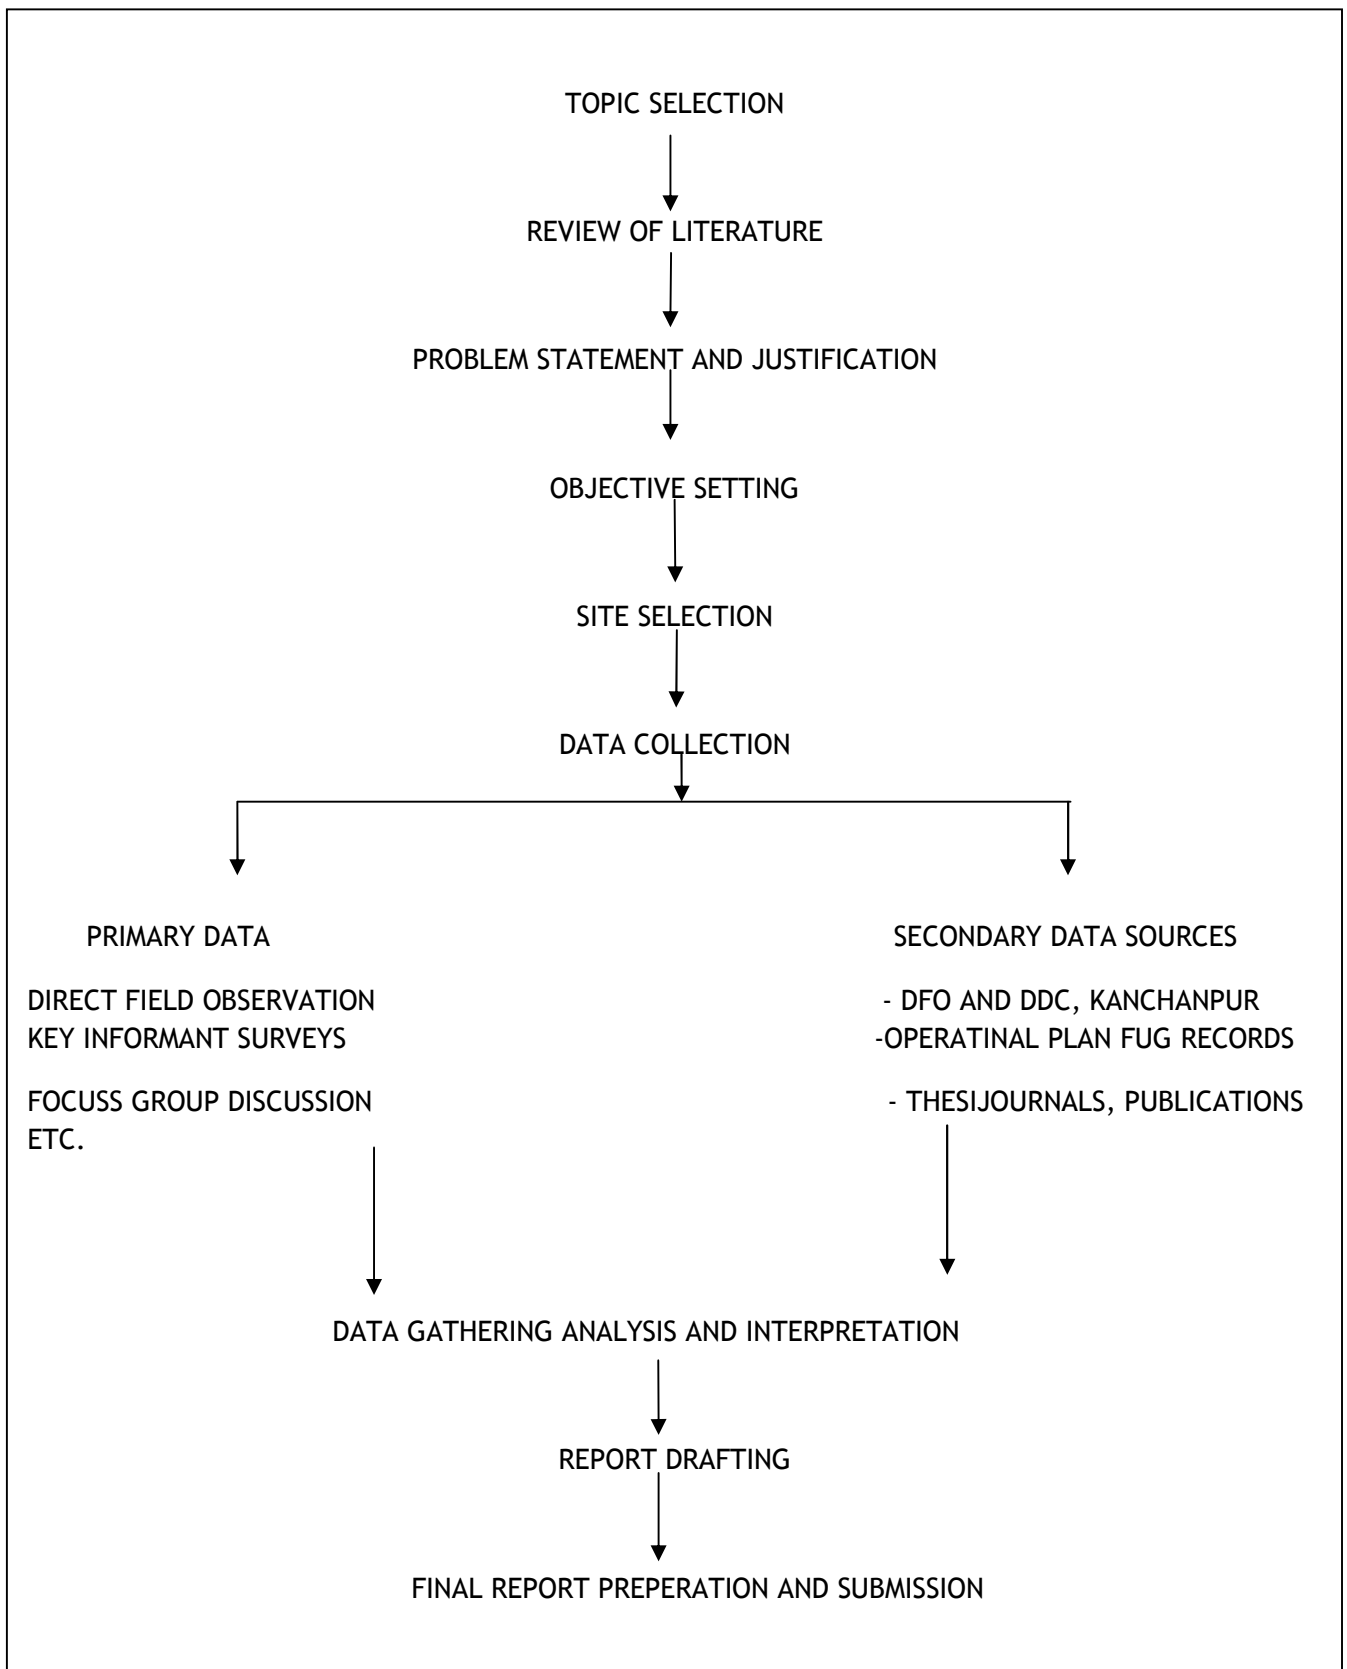 TOPIC SELECTION
REVIEW OF LITERATURE
PROBLEM STATEMENT AND JUSTIFICATION
OBJECTIVE SETTING
SITE SELECTION
DATA COLLECTION
PRIMARY DATA
DIRECT FIELD OBSERVATION
KEY INFORMANT SURVEYS
FOCUSS GROUP DISCUSSION
ETC.
SECONDARY DATA SOURCES
- DFO AND DDC, KANCHANPUR
-OPERATINAL PLAN FUG RECORDS
- THESIJOURNALS, PUBLICATIONS
DATA GATHERING ANALYSIS AND INTERPRETATION
REPORT DRAFTING
FINAL REPORT PREPERATION AND SUBMISSION